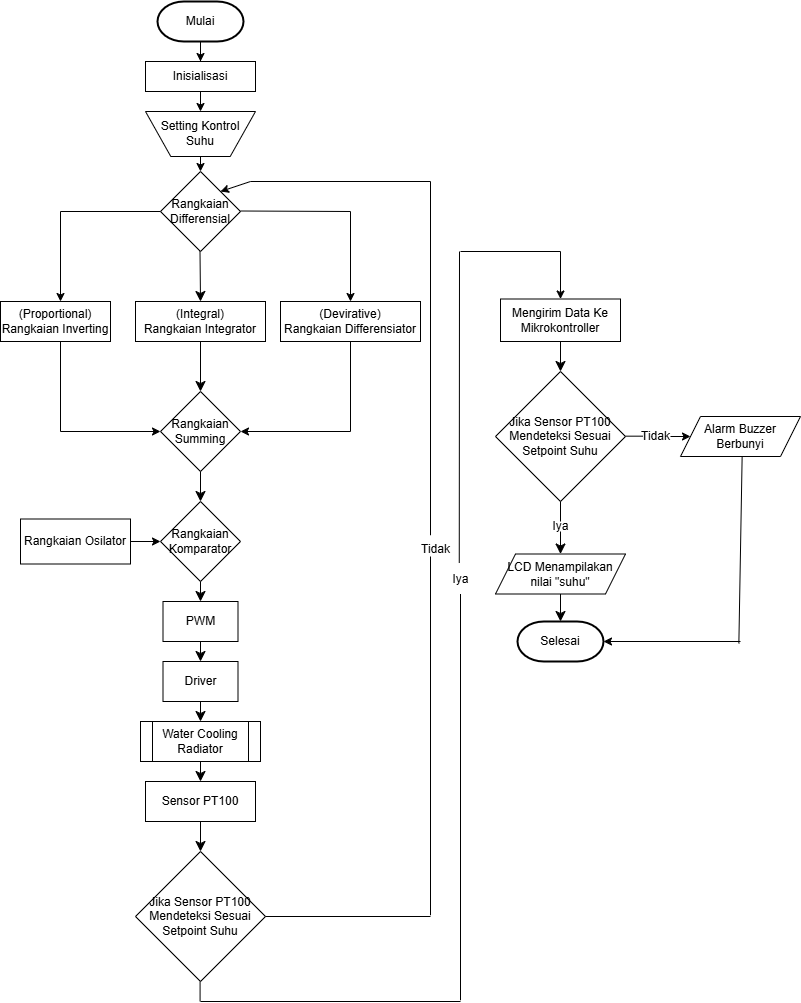 Mulai
Inisialisasi
Setting Kontrol
Suhu
Rangkaian
Differensial
(Proportional)
Rangkaian Inverting
(Integral)
Rangkaian Integrator
(Devirative)
Rangkaian Differensiator
Rangkaian
Summing
Rangkaian Osilator
Rangkaian
Komparator
PWM
Driver
Water Cooling
Radiator
Sensor PT100
Jika Sensor PT100
Mendeteksi Sesuai
Setpoint Suhu
Tidak
Iya
Mengirim Data Ke
Mikrokontroller
Jika Sensor PT100
Mendeteksi Sesuai
Setpoint Suhu
Tidak
Alarm Buzzer
Berbunyi
Iya
LCD Menampilakan
nilai "suhu"
Selesai